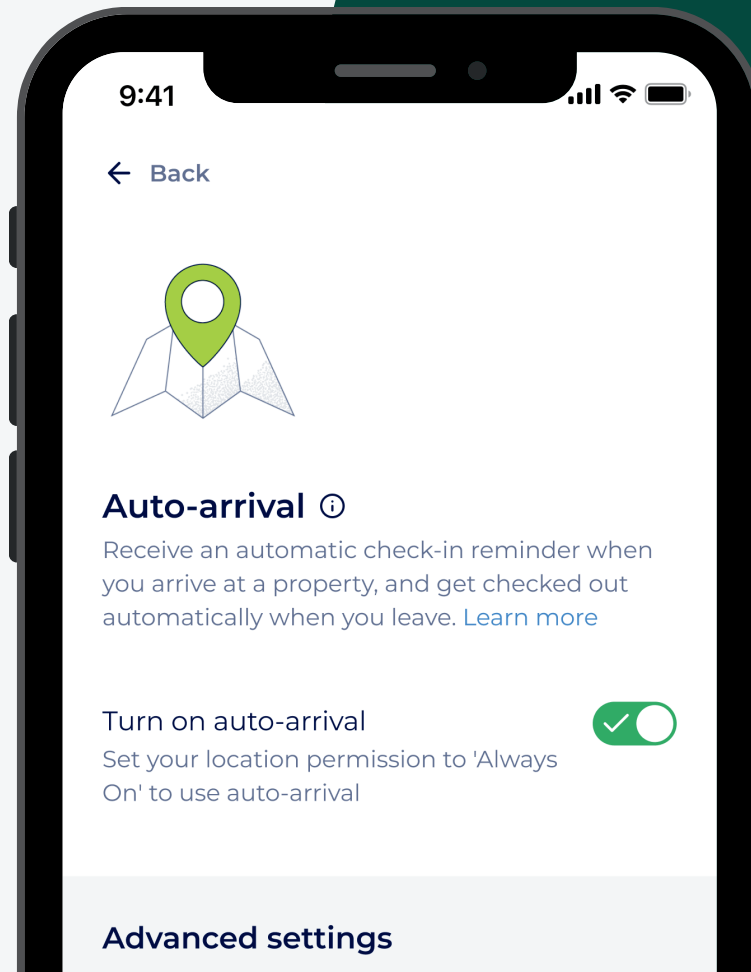 9:41
Back
Auto-arrival
Receive an automatic check-in reminder when
you arrive at a property, and get checked out
automatically when you leave. Learn more
Turn on auto-arrival
Set your location permission to 'Always
On' to use auto-arrival
Advanced settings